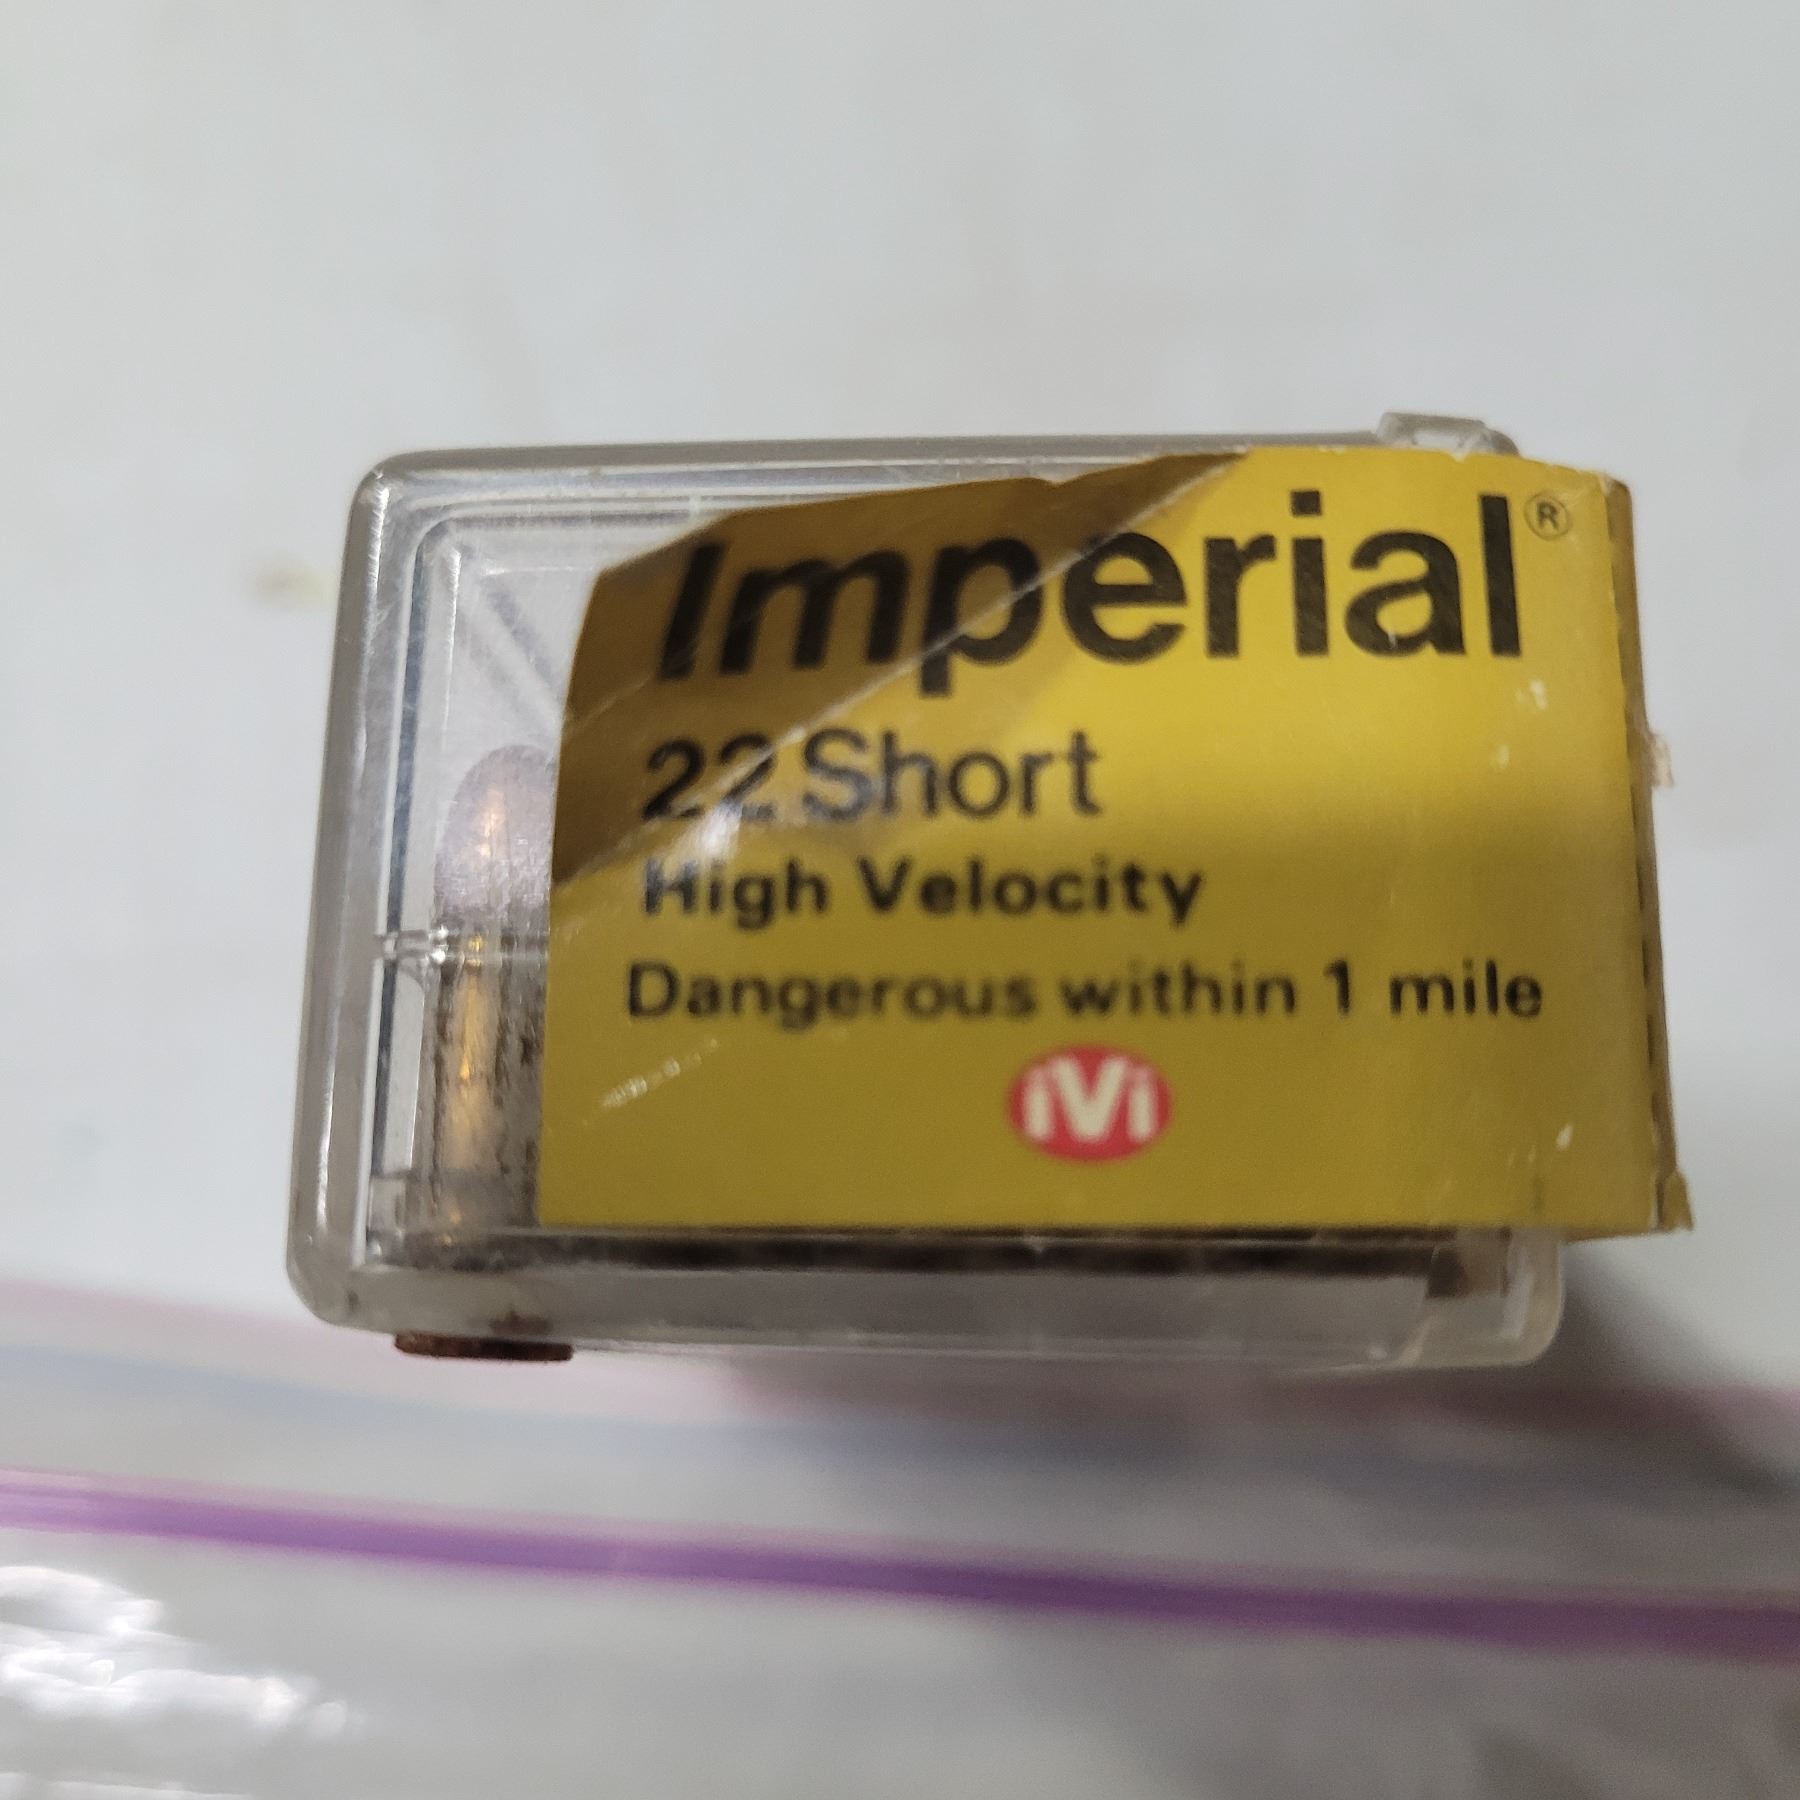 Imperial®
22 Short
High Velocity
Dangerous within 1 mile
iVi